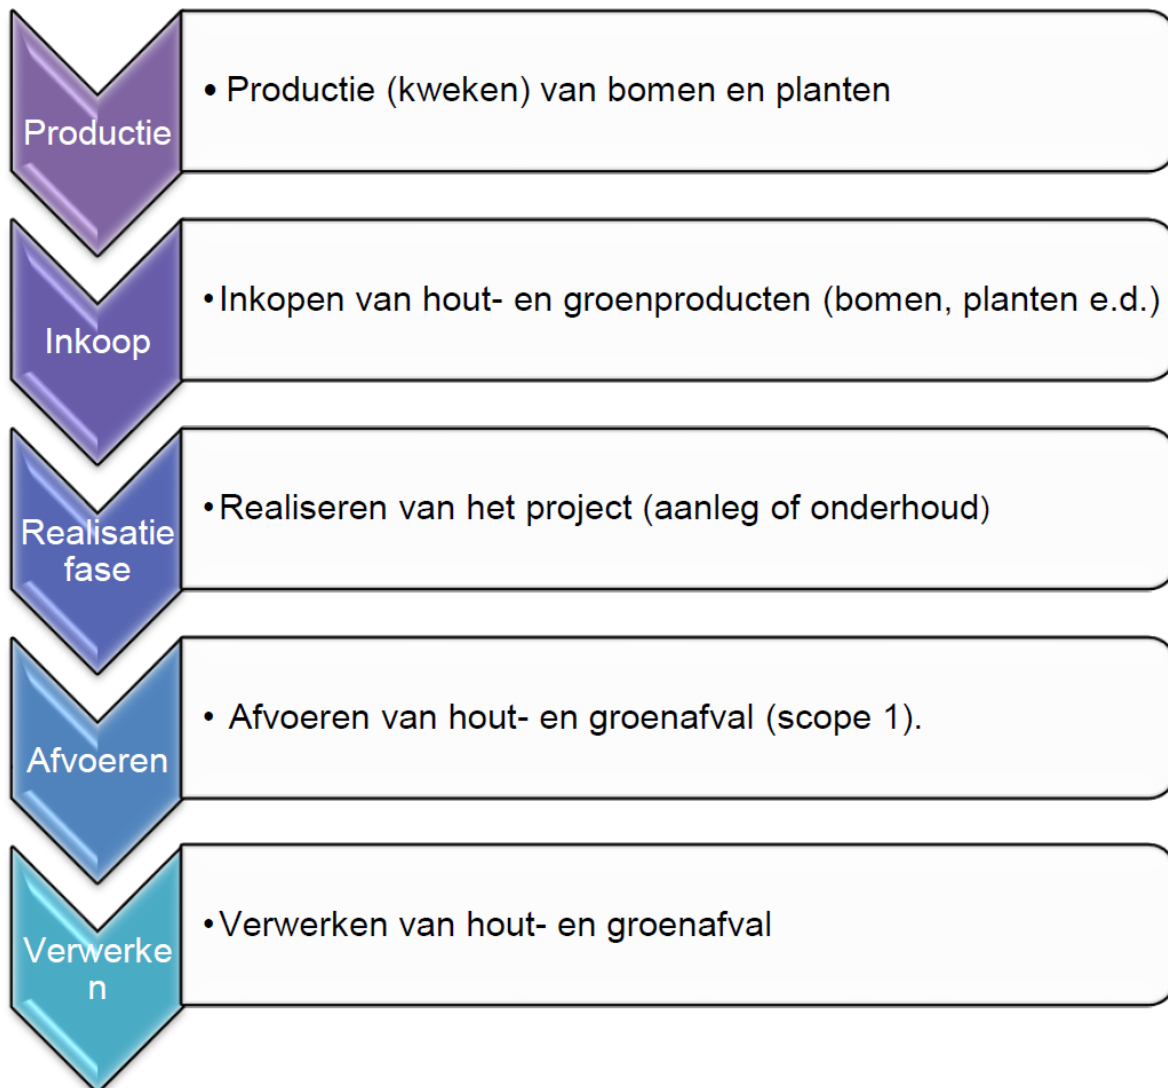 Productie
• Productie (kweken) van bomen en planten
Inkoop
• Inkopen van hout- en groenproducten (bomen, planten e.d.)
Realisatie
fase
• Realiseren van het project (aanleg of onderhoud)
Afvoeren
• Afvoeren van hout- en groenafval (scope 1).
Verwerke
n
• Verwerken van hout- en groenafval